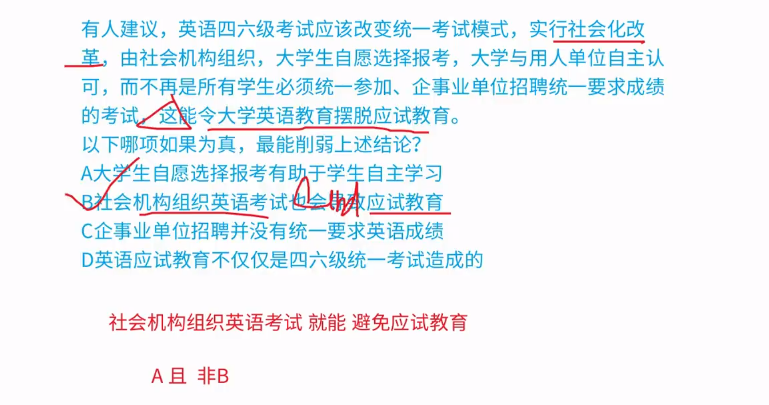 有人建议，英语四六级考试应该改变统一考试模式，实行社会化改
革，由社会机构组织，大学生自愿选择报考，大学与用人单位自主认
可，而不再是所有学生必须统一参加、企事业单位招聘统一要求成绩
的考试，这能令大学英语教育摆脱应试教育。
以下哪项如果为真，最能削弱上述结论？
A大学生自愿选择报考有助于学生自主学习
B社会机构组织英语考试也会导致应试教育
C企事业单位招聘并没有统一要求英语成绩
D英语应试教育不仅仅是四六级统一考试造成的
社会机构组织英语考试 就能 避免应试教育
A 且 非B